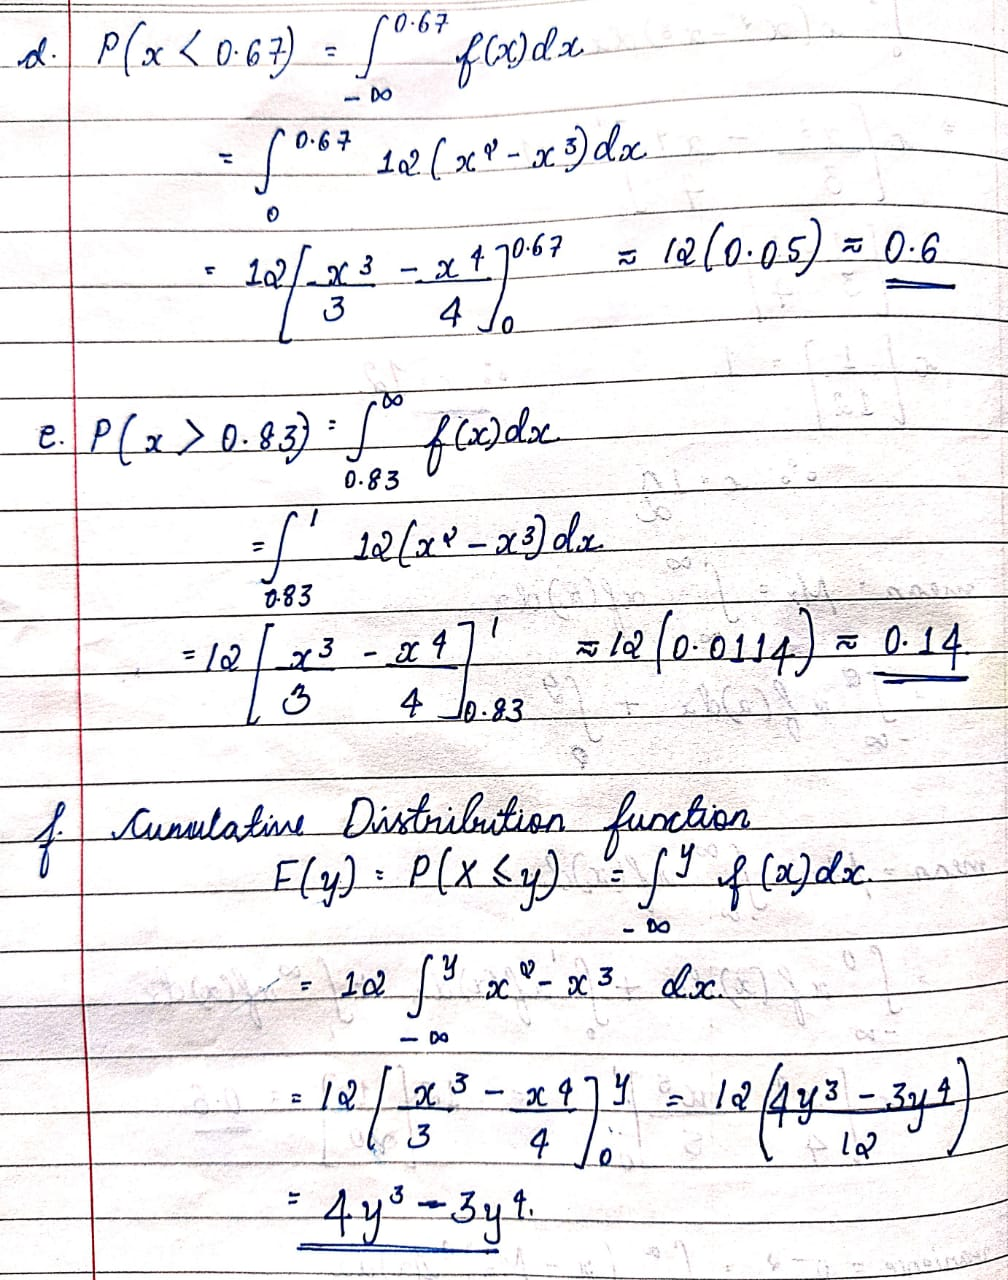 d. P(x < 0.67) = ∫_{-∞}^{0.67} f(x)dx
= ∫_{0}^{0.67} 12(x² - x³)dx
= 12[x³/3 - x⁴/4]_{0}^{0.67} ≈ 12(0.05) ≈ 0.6
e. P(x > 0.83) = ∫_{0.83}^{∞} f(x)dx
= ∫_{0.83}^{1} 12(x² - x³)dx
= 12[x³/3 - x⁴/4]_{0.83}^{1} ≈ 12(0.0114) ≈ 0.14
f. Cumulative Distribution function
F(y) = P(X ≤ y) = ∫_{-∞}^{y} f(x)dx.
= 12 ∫_{-∞}^{y} x² - x³ dx.
= 12[x³/3 - x⁴/4]_{0}^{y} = 12((4y³ - 3y⁴)/12)
= 4y³ - 3y⁴.